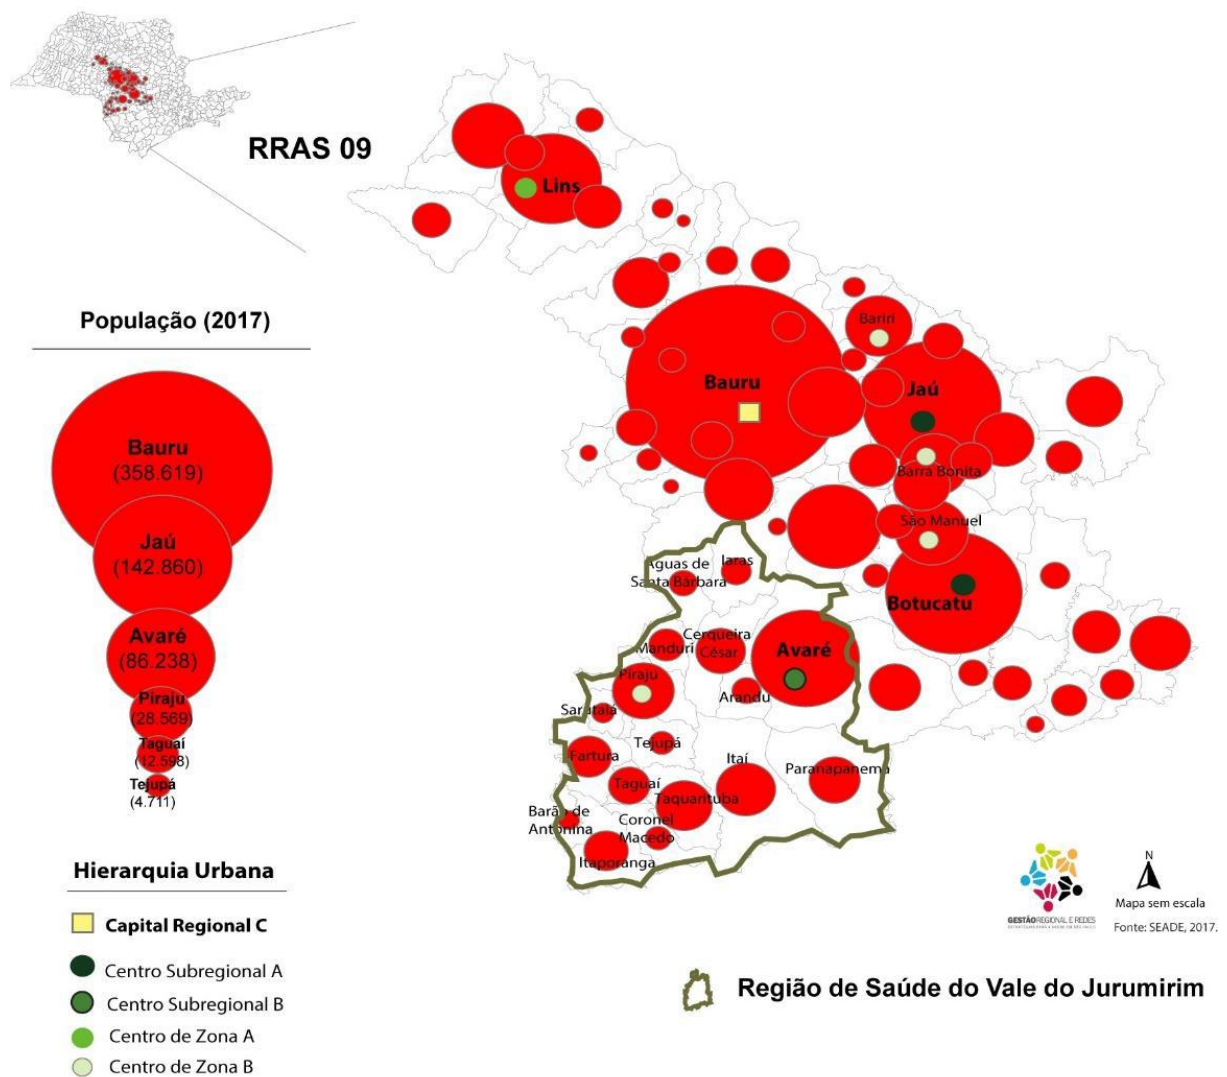 RRAS 09
População (2017)
Bauru
(358.619)
Jaú
(142.860)
Avaré
(86.238)
Piraju
(28.569)
Taguaí
(12.598)
Tejupá
(4.711)
Hierarquia Urbana
Capital Regional C
Centro Subregional A
Centro Subregional B
Centro de Zona A
Centro de Zona B
Lins
Bariri
Bauru
Jaú
Barra Bonita
São Manuel
Botucatu
Iaras
Águas de
Santa Bárbara
Cerqueira
César
Manduri
Avaré
Piraju
Arandu
Sarutaiá
Tejupá
Fartura
Itaí
Paranapanema
Taguaí
Taquarituba
Barão de
Antonina
Coronel
Macedo
Itaporanga
GESTÃO REGIONAL E REDES
N
Mapa sem escala
Fonte: SEADE, 2017.
Região de Saúde do Vale do Jurumirim